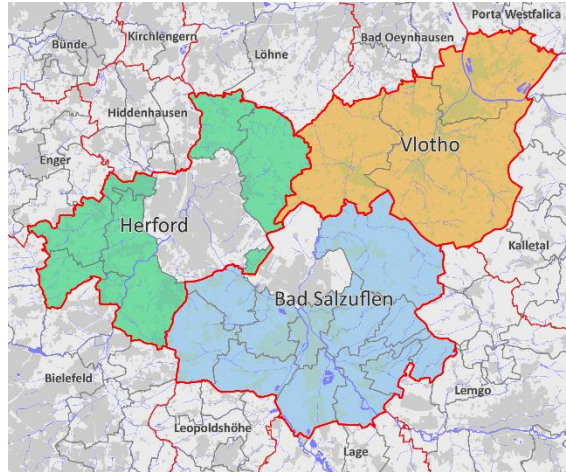 Porta Westfalica
Kirchlengern
Bünde
Bad Oeynhausen
Löhne
Hiddenhausen
Vlotho
Enger
Herford
Kalletal
Bad Salzuflen
Bielefeld
Lemgo
Leopoldshöhe
Lage